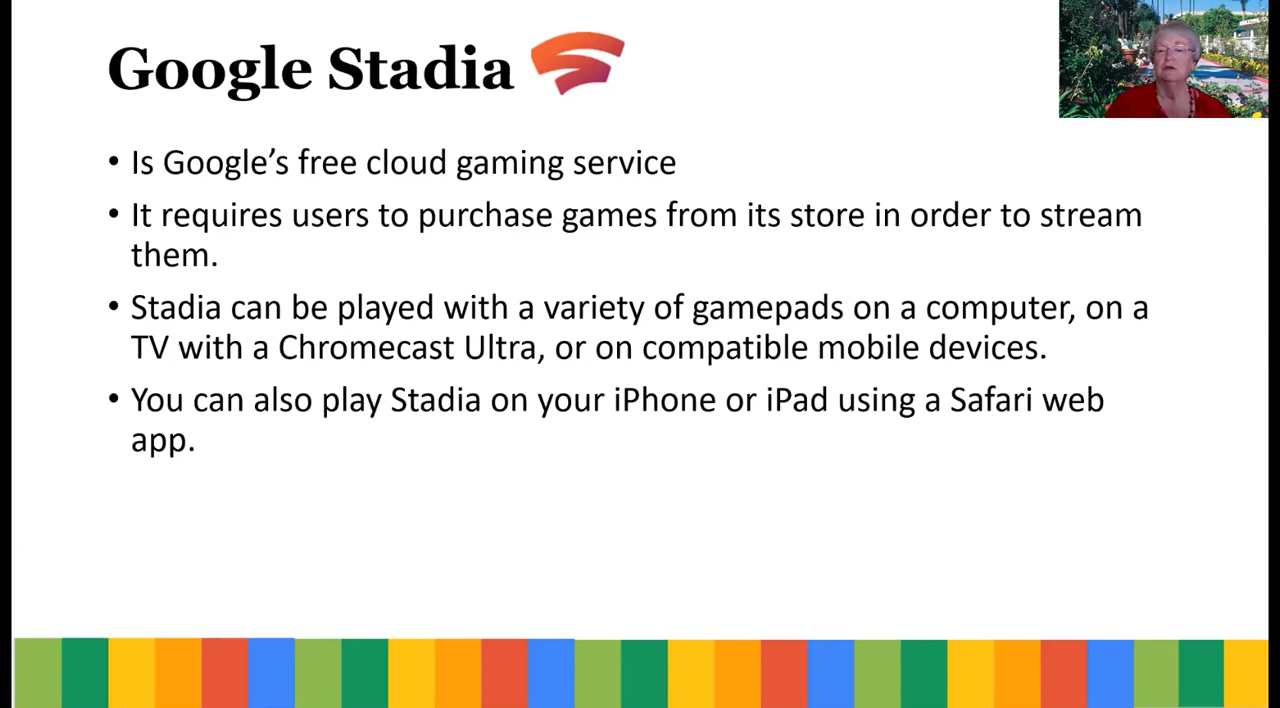 Google Stadia
• Is Google’s free cloud gaming service
• It requires users to purchase games from its store in order to stream
them.
• Stadia can be played with a variety of gamepads on a computer, on a
TV with a Chromecast Ultra, or on compatible mobile devices.
• You can also play Stadia on your iPhone or iPad using a Safari web
app.